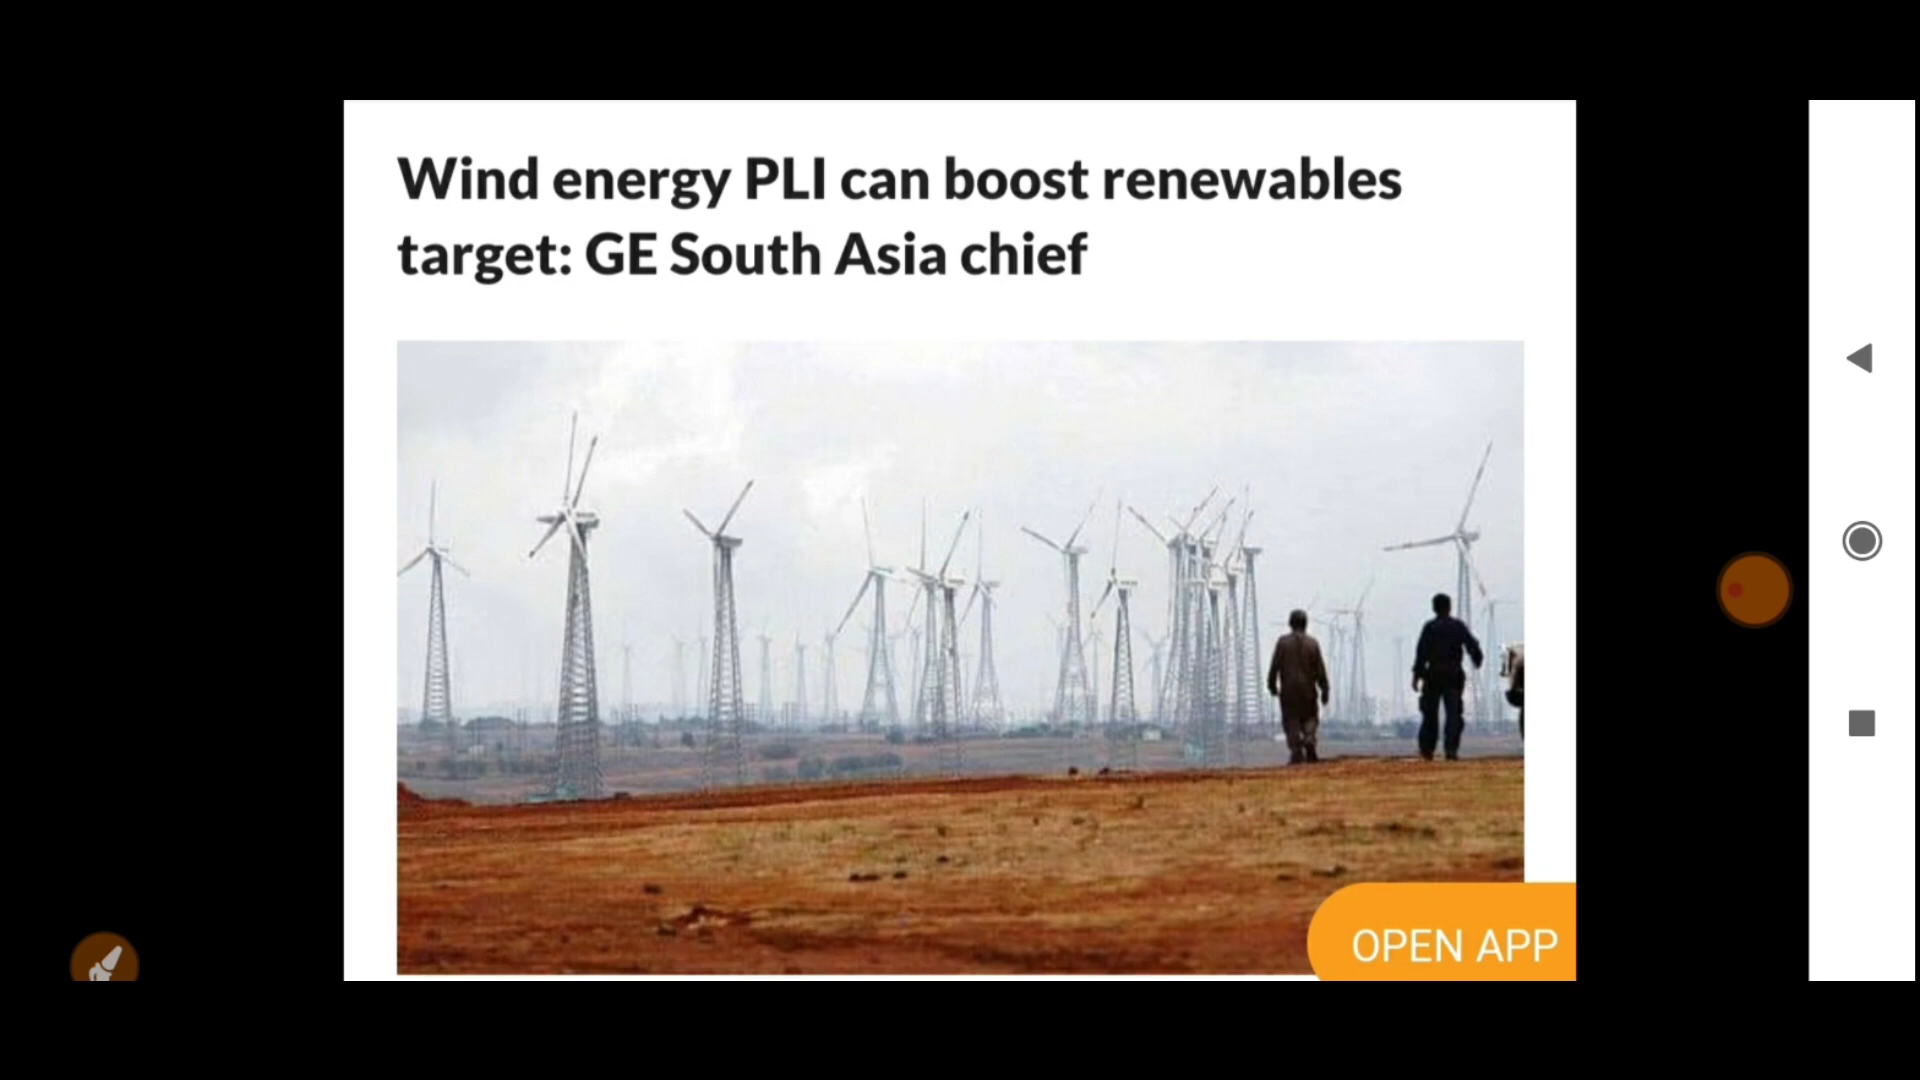 Wind energy PLI can boost renewables
target: GE South Asia chief
OPEN APP